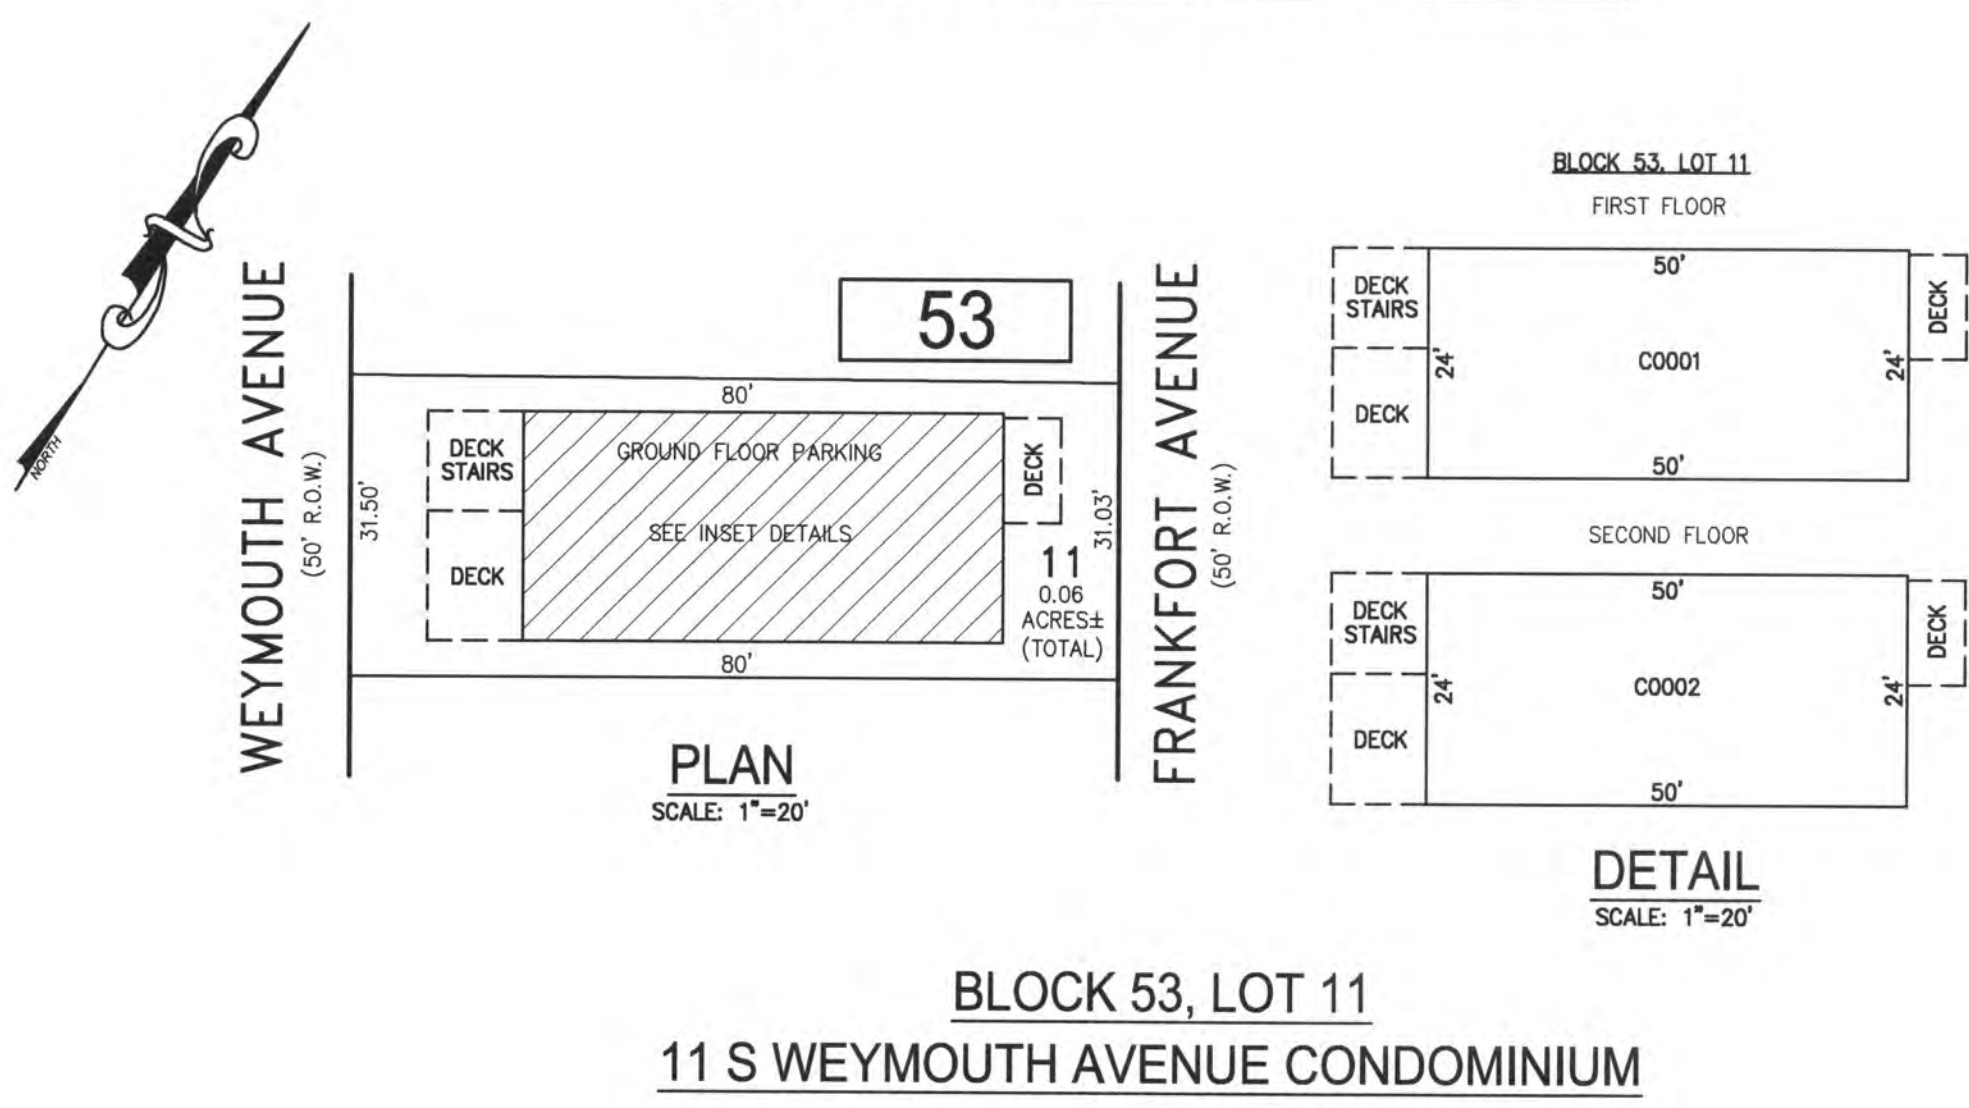 NORTH
WEYMOUTH AVENUE
(50' R.O.W.)
31.50'
53
80'
DECK
STAIRS
DECK
GROUND FLOOR PARKING
SEE INSET DETAILS
DECK
11
0.06
ACRES±
(TOTAL)
31.03'
80'
FRANKFORT AVENUE
(50' R.O.W.)
PLAN
SCALE: 1"=20'
BLOCK 53, LOT 11
FIRST FLOOR
DECK
STAIRS
DECK
50'
24'
C0001
24'
50'
DECK
SECOND FLOOR
DECK
STAIRS
DECK
50'
24'
C0002
24'
50'
DECK
DETAIL
SCALE: 1"=20'
BLOCK 53, LOT 11
11 S WEYMOUTH AVENUE CONDOMINIUM